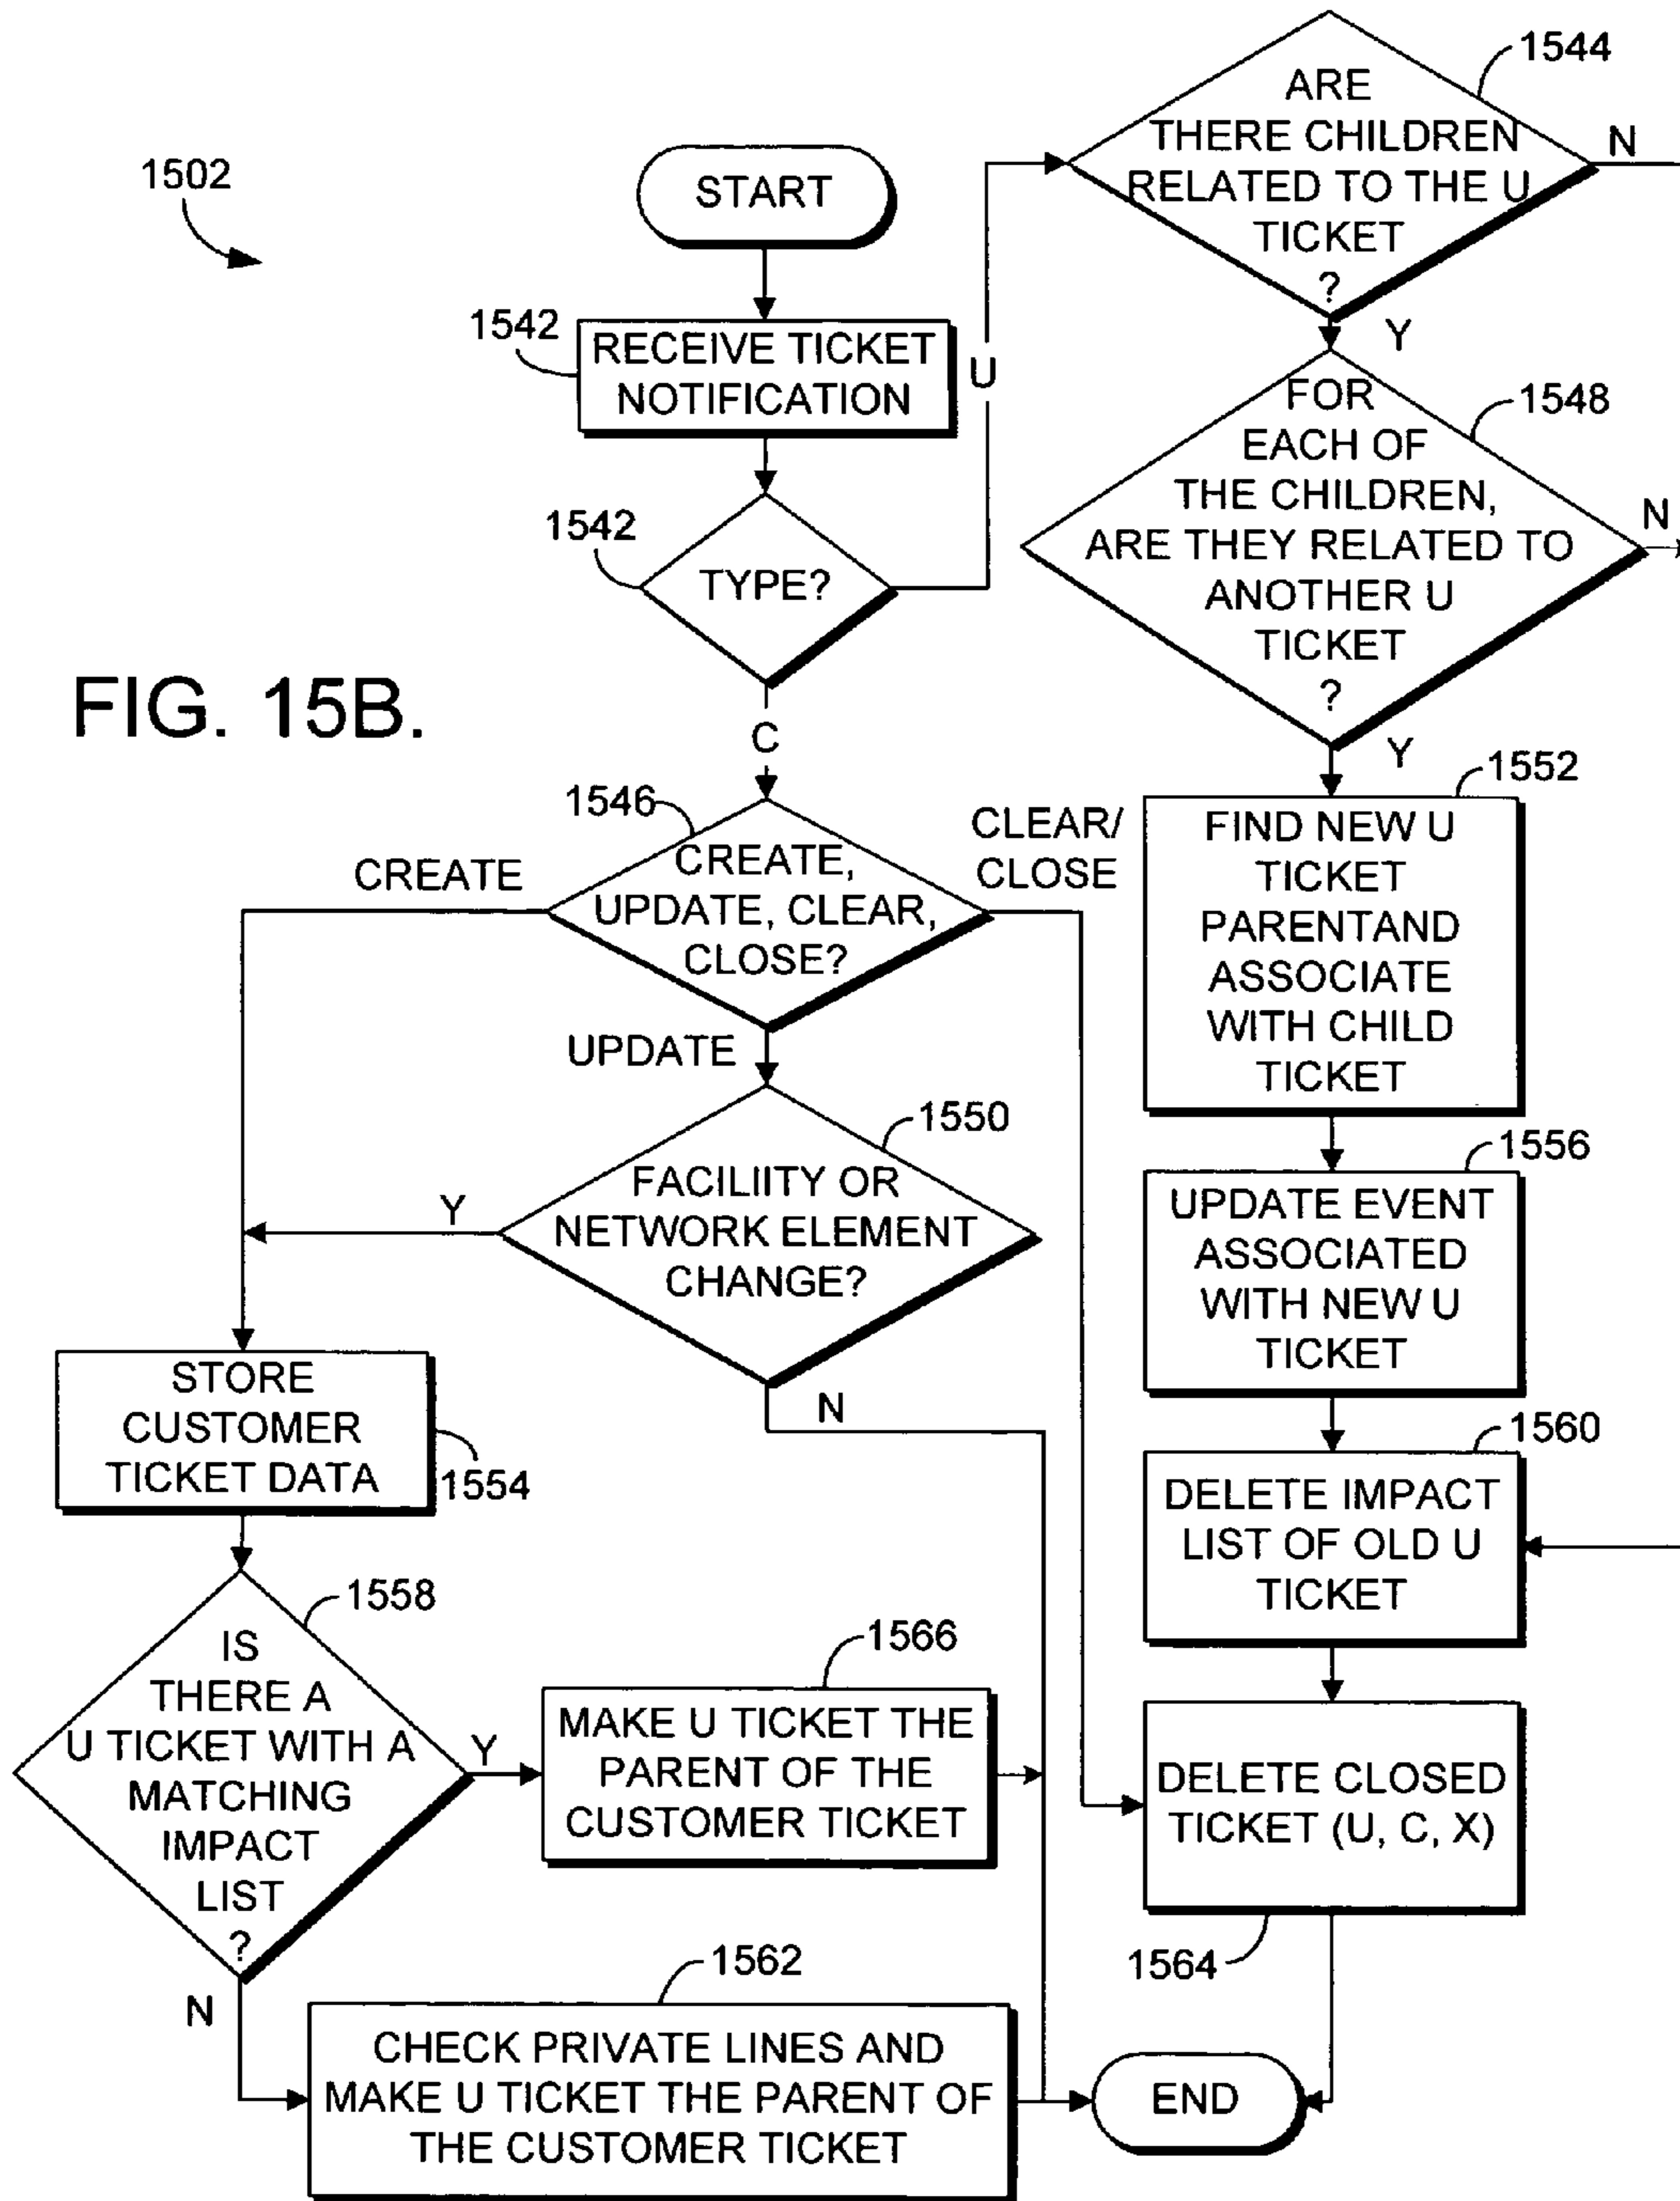 1502
START
1542
RECEIVE TICKET
NOTIFICATION
1542
TYPE?
U
C
FIG. 15B.
1546
CREATE,
UPDATE, CLEAR,
CLOSE?
CREATE
CLEAR/
CLOSE
UPDATE
1550
FACILIITY OR
NETWORK ELEMENT
CHANGE?
Y
N
STORE
CUSTOMER
TICKET DATA
1554
1558
IS
THERE A
U TICKET WITH A
MATCHING
IMPACT
LIST
?
Y
N
1566
MAKE U TICKET THE
PARENT OF THE
CUSTOMER TICKET
1562
CHECK PRIVATE LINES AND
MAKE U TICKET THE PARENT OF
THE CUSTOMER TICKET
1544
ARE
THERE CHILDREN
RELATED TO THE U
TICKET
?
N
Y
1548
FOR
EACH OF
THE CHILDREN,
ARE THEY RELATED TO
ANOTHER U
TICKET
?
N
Y
1552
FIND NEW U
TICKET
PARENTAND
ASSOCIATE
WITH CHILD
TICKET
1556
UPDATE EVENT
ASSOCIATED
WITH NEW U
TICKET
1560
DELETE IMPACT
LIST OF OLD U
TICKET
DELETE CLOSED
TICKET (U, C, X)
1564
END